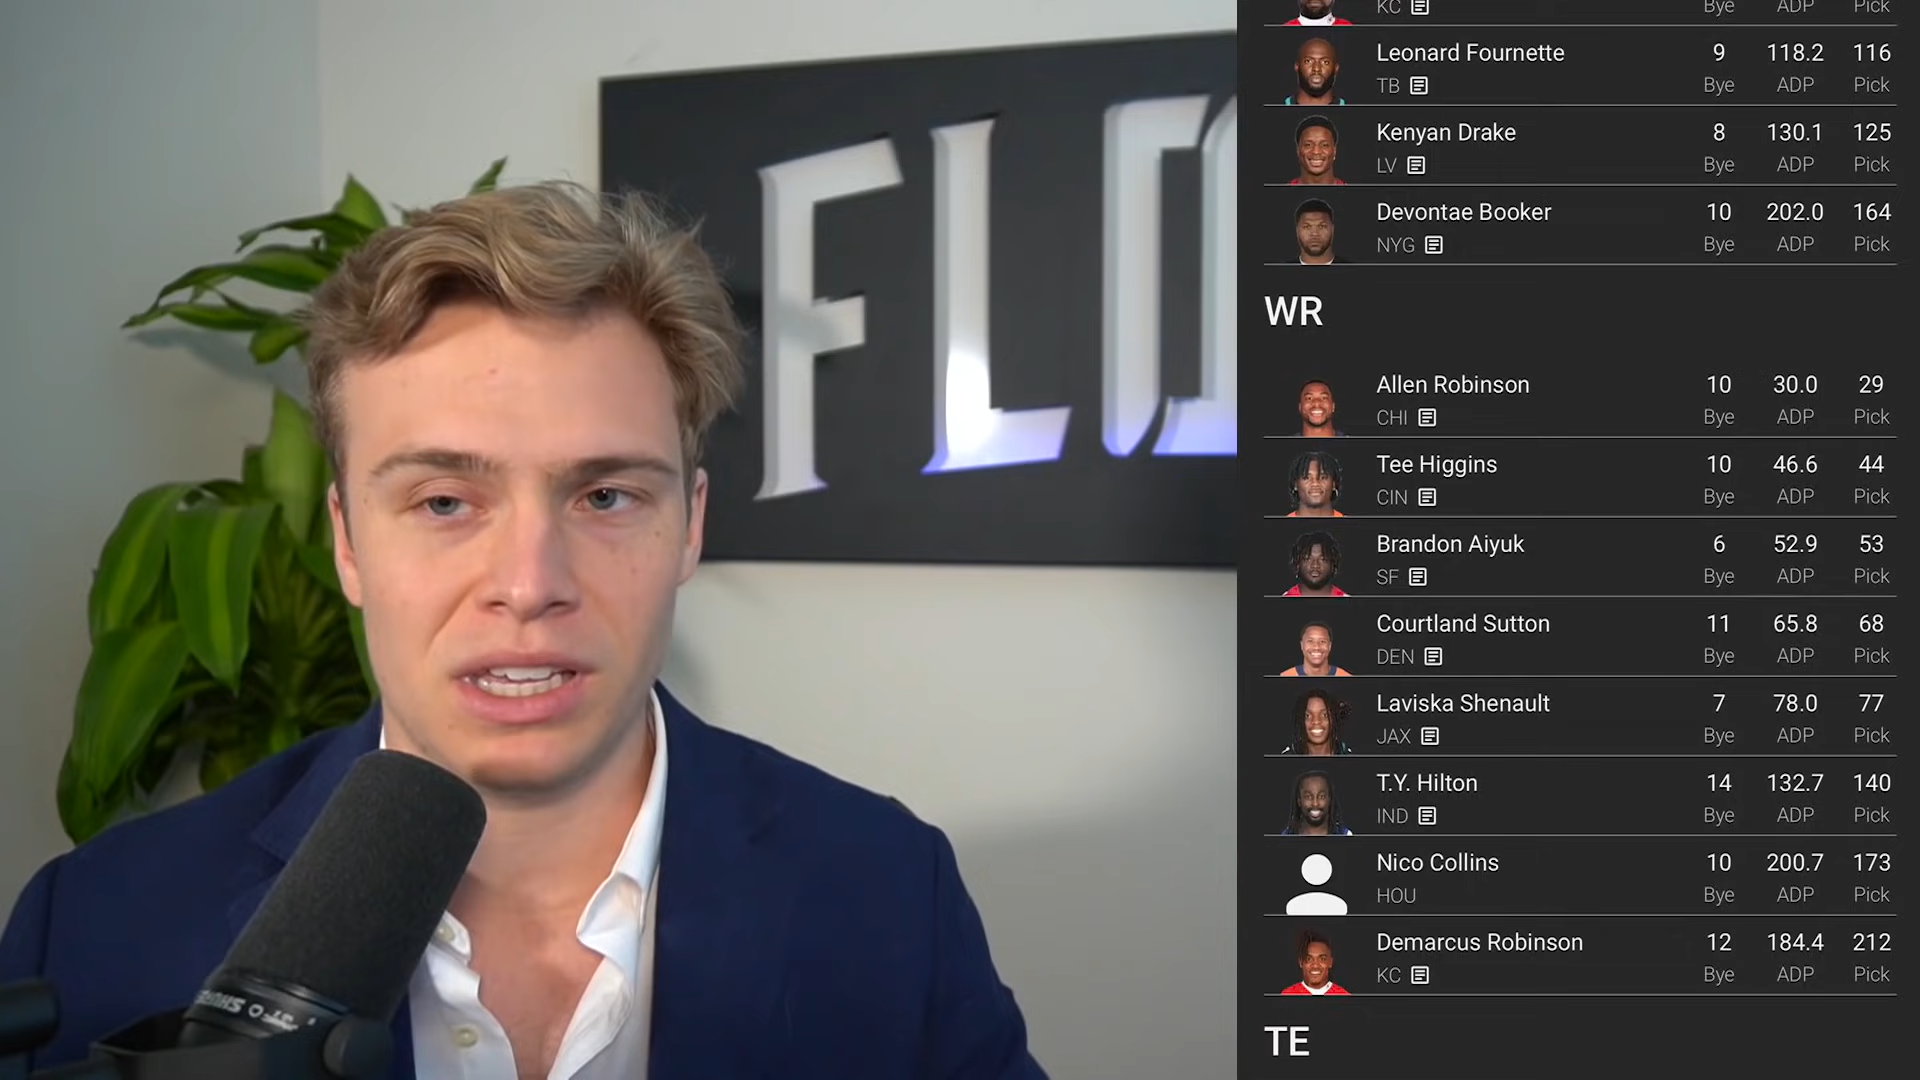 FLO
SHURE
KC Bye ADP Pick
Leonard Fournette 9 118.2 116
TB Bye ADP Pick
Kenyan Drake 8 130.1 125
LV Bye ADP Pick
Devontae Booker 10 202.0 164
NYG Bye ADP Pick
WR
Allen Robinson 10 30.0 29
CHI Bye ADP Pick
Tee Higgins 10 46.6 44
CIN Bye ADP Pick
Brandon Aiyuk 6 52.9 53
SF Bye ADP Pick
Courtland Sutton 11 65.8 68
DEN Bye ADP Pick
Laviska Shenault 7 78.0 77
JAX Bye ADP Pick
T.Y. Hilton 14 132.7 140
IND Bye ADP Pick
Nico Collins 10 200.7 173
HOU Bye ADP Pick
Demarcus Robinson 12 184.4 212
KC Bye ADP Pick
TE